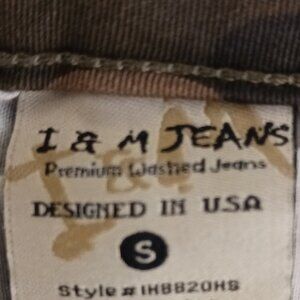 I & M JEANS
Premium Washed Jeans
DESIGNED IN USA
S
Style # IH8820HS